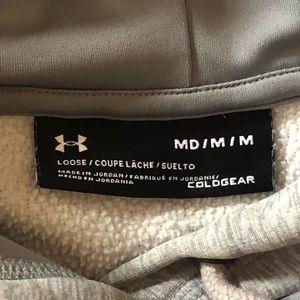 MD/M/M
LOOSE/COUPE LÂCHE/SUELTO
MADE IN JORDAN/FABRIQUÉ EN JORDANIE/
HECHO EN JORDANIA
COLDGEAR